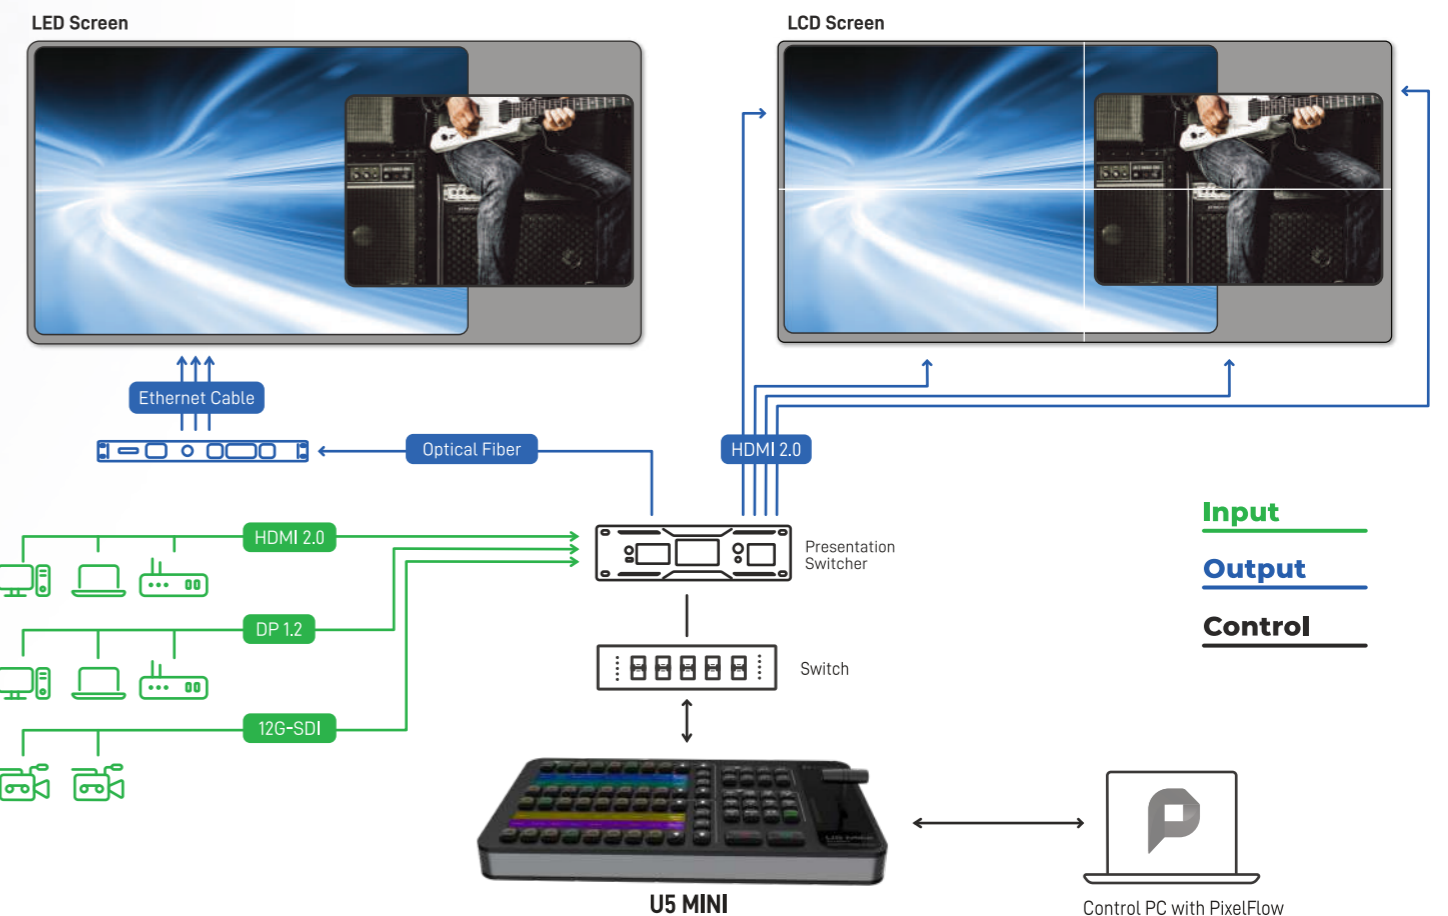 LED Screen
LCD Screen
Ethernet Cable
Optical Fiber
HDMI 2.0
HDMI 2.0
Input
Presentation
Switcher
Output
DP 1.2
Control
Switch
12G-SDI
U5 MINI
Control PC with PixelFlow